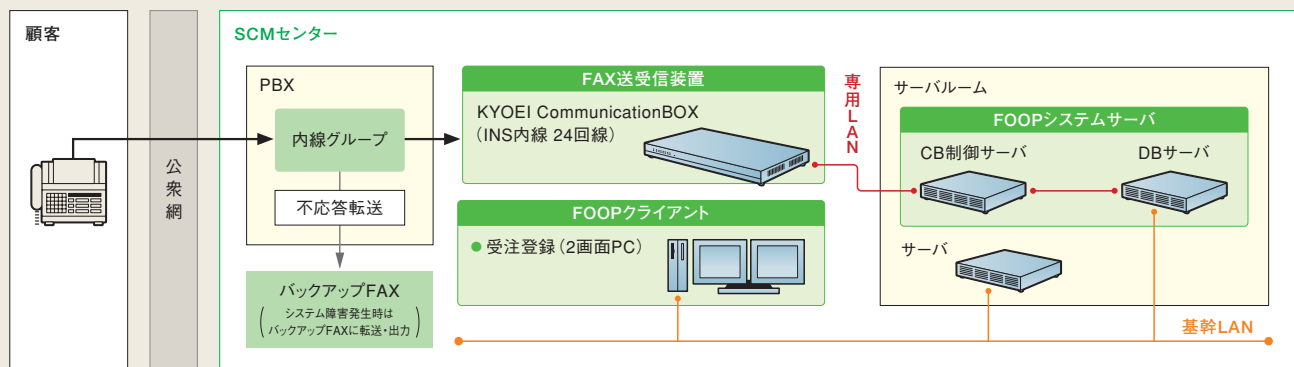 顧客
公衆網
SCMセンター
PBX
内線グループ
不応答転送
バックアップFAX
(システム障害発生時は
バックアップFAXに転送・出力)
FAX送受信装置
KYOEI CommunicationBOX
(INS内線 24回線)
FOOPクライアント
● 受注登録(2画面PC)
専用LAN
サーバルーム
FOOPシステムサーバ
CB制御サーバ
DBサーバ
サーバ
基幹LAN